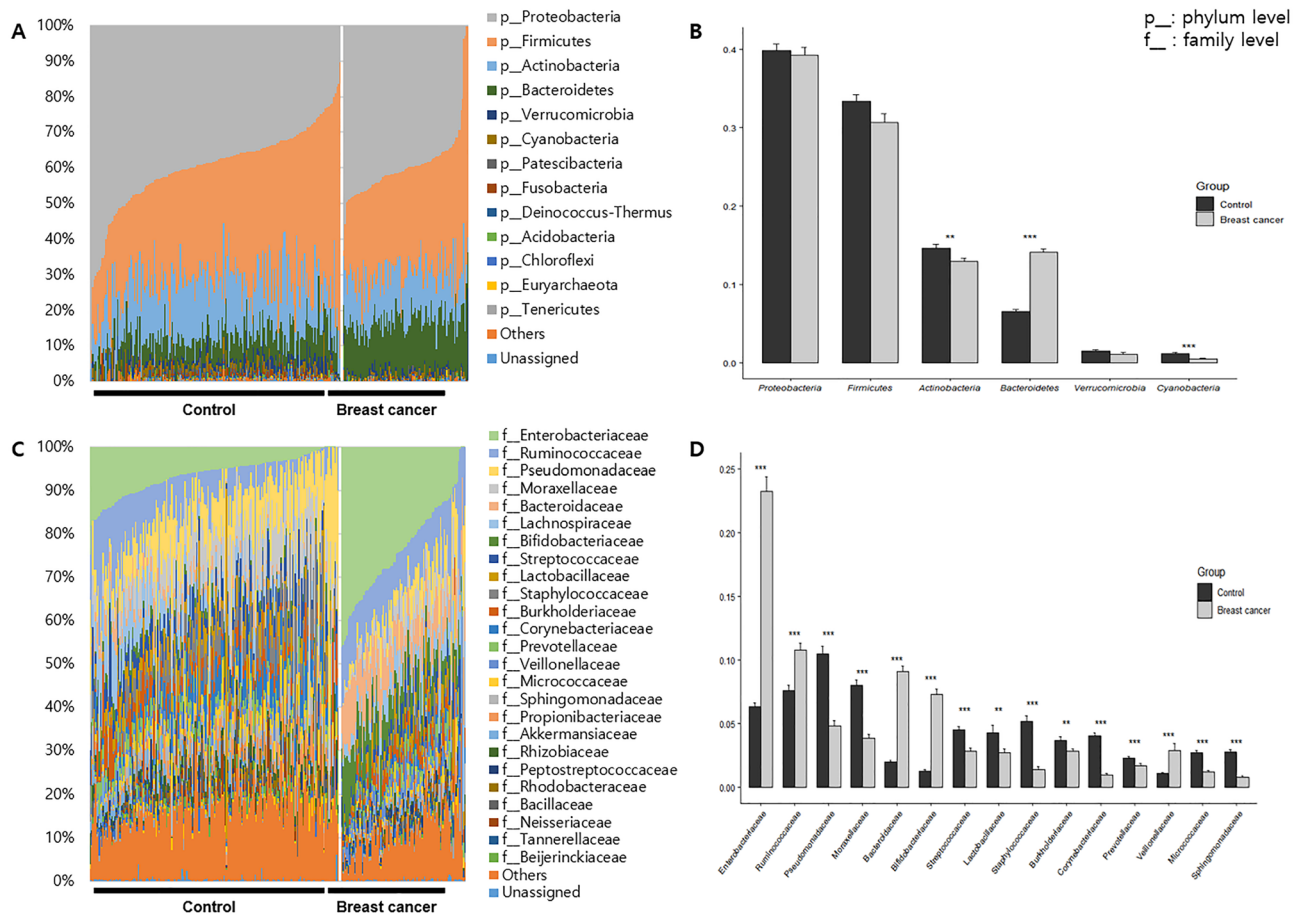 A
100%
90%
80%
70%
60%
50%
40%
30%
20%
10%
0%
Control
Breast cancer
p__Proteobacteria
p__Firmicutes
p__Actinobacteria
p__Bacteroidetes
p__Verrucomicrobia
p__Cyanobacteria
p__Patescibacteria
p__Fusobacteria
p__Deinococcus-Thermus
p__Acidobacteria
p__Chloroflexi
p__Euryarchaeota
p__Tenericutes
Others
Unassigned
B
p__: phylum level
f__ : family level
0.4
0.3
0.2
0.1
0.0
**
***
***
Proteobacteria
Firmicutes
Actinobacteria
Bacteroidetes
Verrucomicrobia
Cyanobacteria
Group
Control
Breast cancer
C
100%
90%
80%
70%
60%
50%
40%
30%
20%
10%
0%
Control
Breast cancer
f__Enterobacteriaceae
f__Ruminococcaceae
f__Pseudomonadaceae
f__Moraxellaceae
f__Bacteroidaceae
f__Lachnospiraceae
f__Bifidobacteriaceae
f__Streptococcaceae
f__Lactobacillaceae
f__Staphylococcaceae
f__Burkholderiaceae
f__Corynebacteriaceae
f__Prevotellaceae
f__Veillonellaceae
f__Micrococcaceae
f__Sphingomonadaceae
f__Propionibacteriaceae
f__Akkermansiaceae
f__Rhizobiaceae
f__Peptostreptococcaceae
f__Rhodobacteraceae
f__Bacillaceae
f__Neisseriaceae
f__Tannerellaceae
f__Beijerinckiaceae
Others
Unassigned
D
0.25
0.20
0.15
0.10
0.05
0.00
***
***
***
***
***
***
***
**
***
**
***
***
***
***
***
Enterobacteriaceae
Ruminococcaceae
Pseudomonadaceae
Moraxellaceae
Bacteroidaceae
Bifidobacteriaceae
Streptococcaceae
Lactobacillaceae
Staphylococcaceae
Burkholderiaceae
Corynebacteriaceae
Prevotellaceae
Veillonellaceae
Micrococcaceae
Sphingomonadaceae
Group
Control
Breast cancer